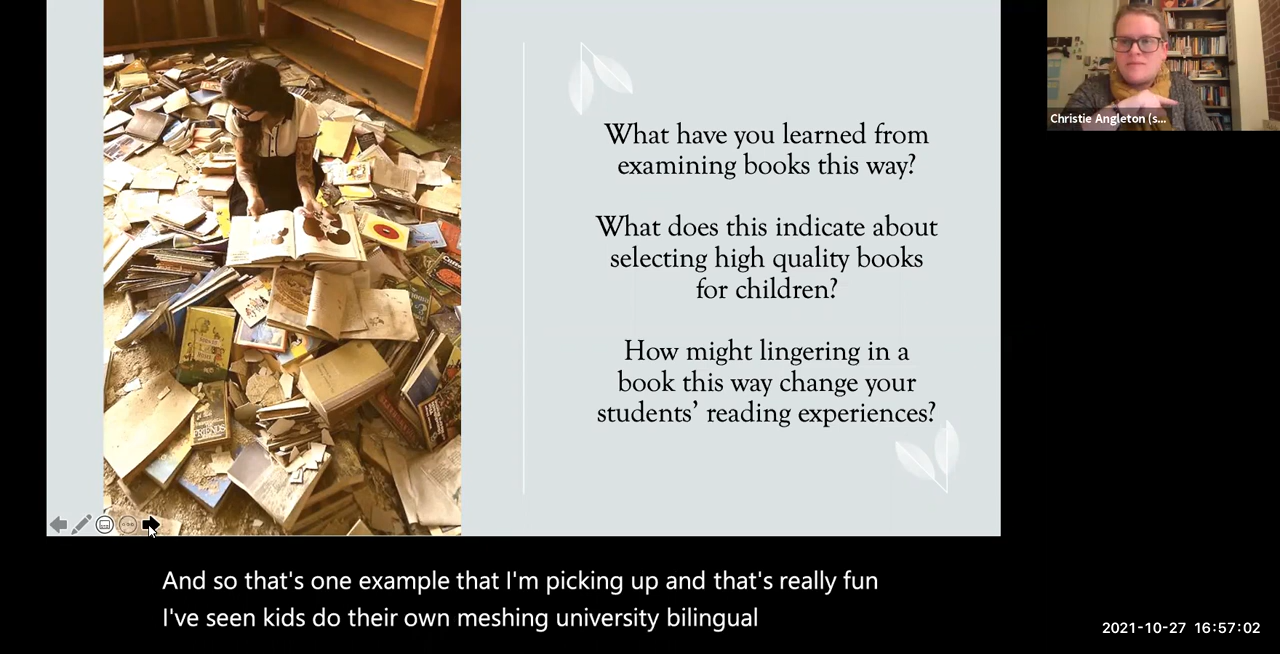 What have you learned from
examining books this way?
What does this indicate about
selecting high quality books
for children?
How might lingering in a
book this way change your
students’ reading experiences?
Christie Angleton (s...
FRIENDS
And so that's one example that I'm picking up and that's really fun
I've seen kids do their own meshing university bilingual
2021-10-27 16:57:02